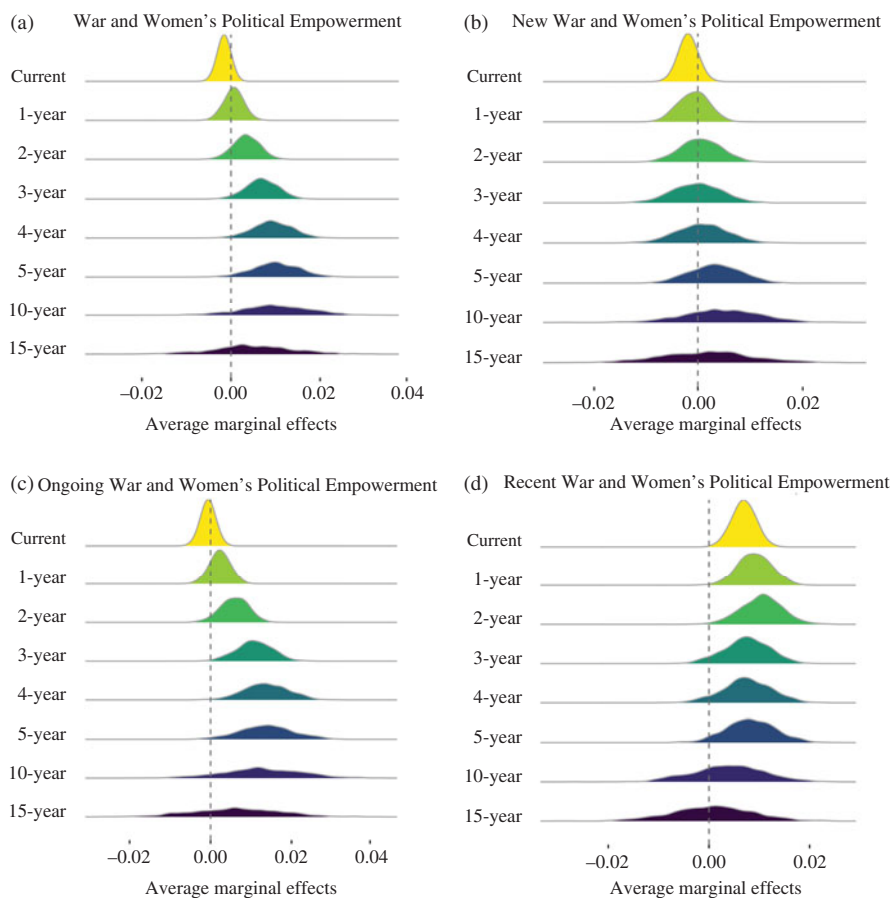 (a) War and Women’s Political Empowerment
Current
1-year
2-year
3-year
4-year
5-year
10-year
15-year
–0.02 0.00 0.02 0.04
Average marginal effects
(b) New War and Women’s Political Empowerment
Current
1-year
2-year
3-year
4-year
5-year
10-year
15-year
–0.02 0.00 0.02
Average marginal effects
(c) Ongoing War and Women’s Political Empowerment
Current
1-year
2-year
3-year
4-year
5-year
10-year
15-year
–0.02 0.00 0.02 0.04
Average marginal effects
(d) Recent War and Women’s Political Empowerment
Current
1-year
2-year
3-year
4-year
5-year
10-year
15-year
–0.02 0.00 0.02
Average marginal effects